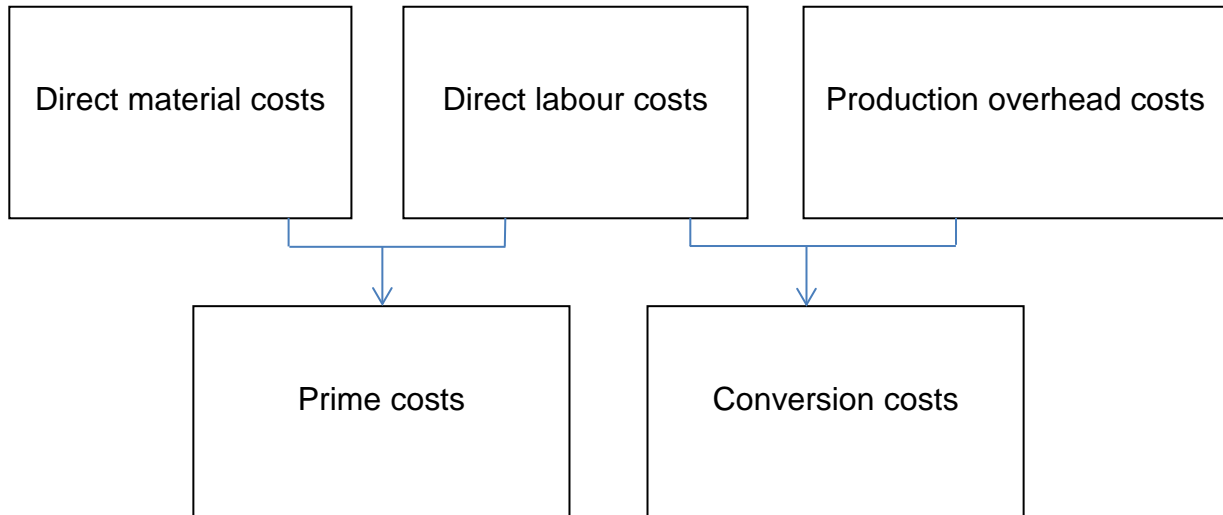 Direct material costs
Direct labour costs
Production overhead costs
Prime costs
Conversion costs